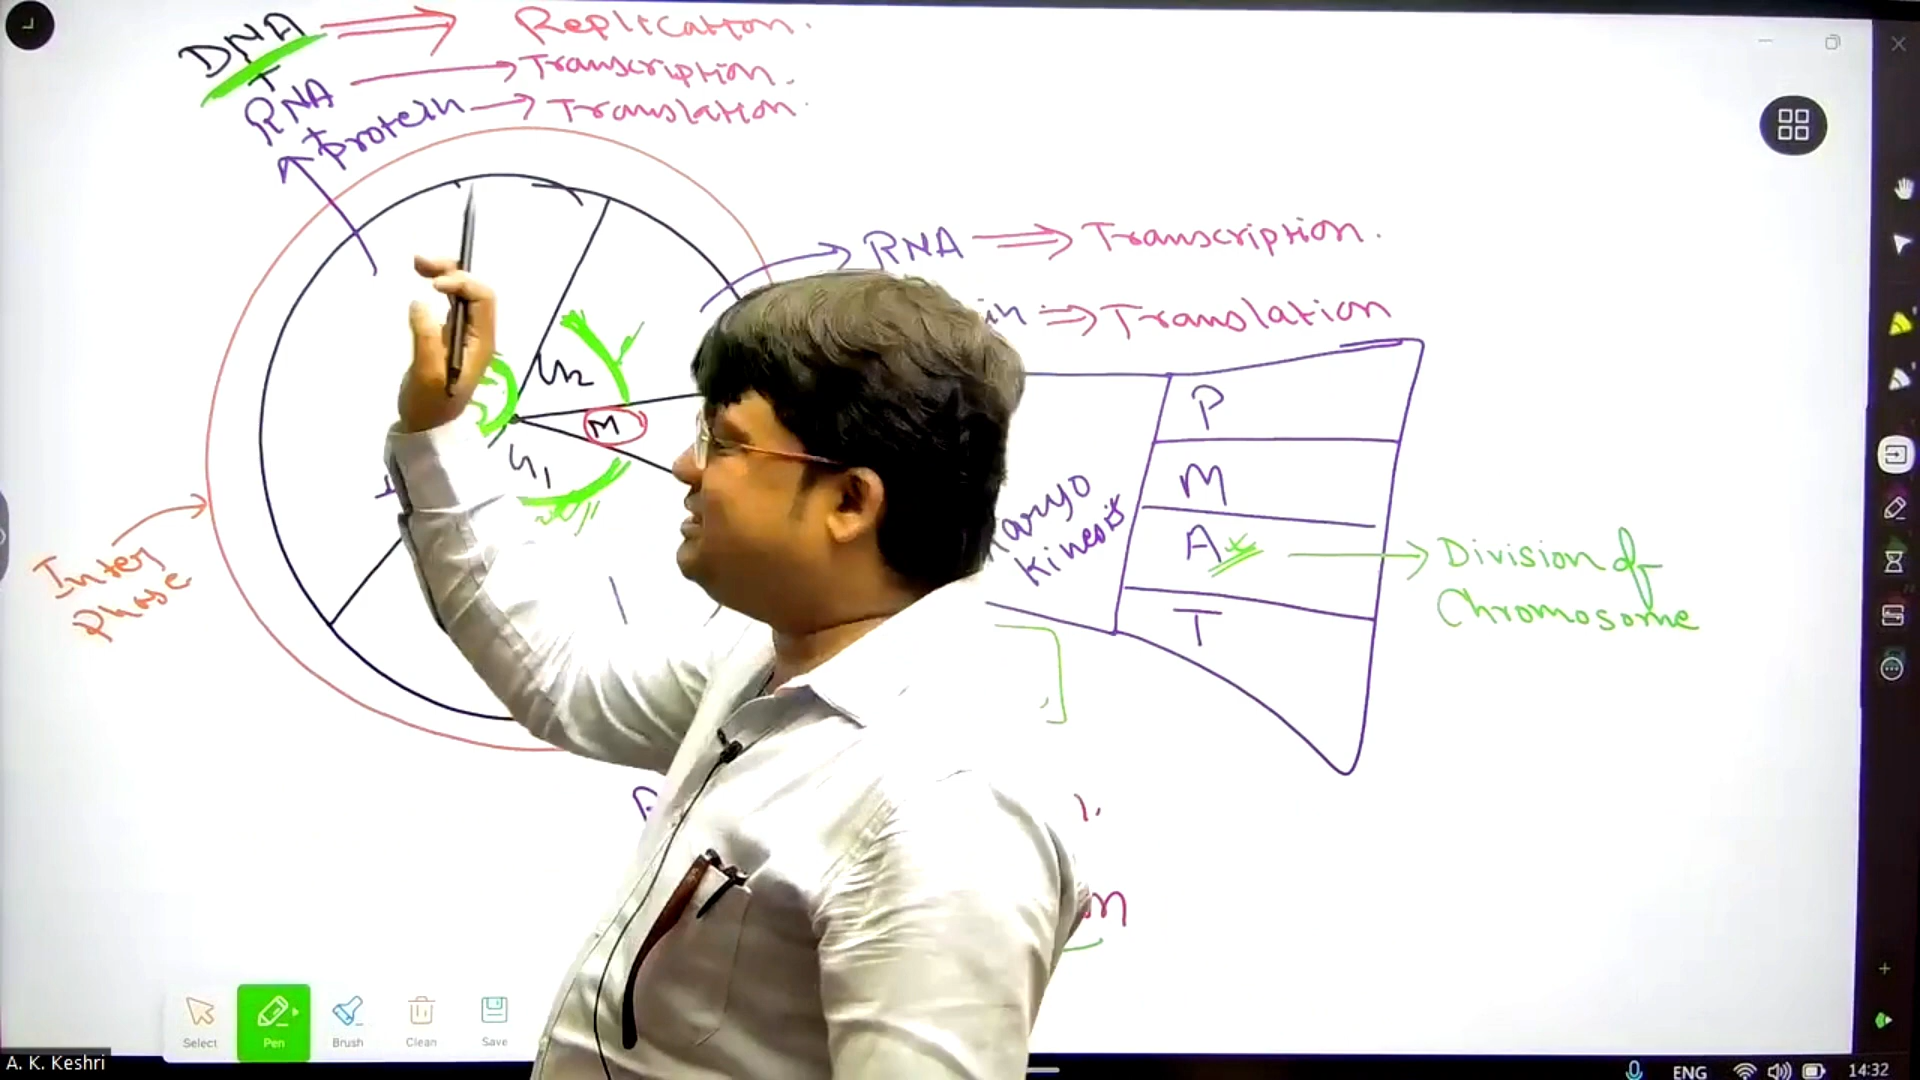 DNA ⟹ Replication.
+
RNA → Transcription.
+
Protein → Translation.
RNA ⟹ Transcription.
in ⟹ Translation
G2
M
G1
Karyo
kinesis
P
M
A
T
Division of
Chromosome
Inter
phase
Select
Pen
Brush
Clean
Save
A. K. Keshri
ENG
14:32